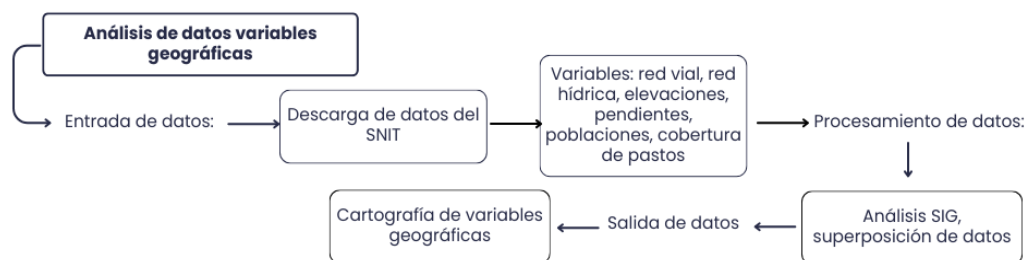 Análisis de datos variables
geográficas
Entrada de datos:
Descarga de datos del
SNIT
Variables: red vial, red
hídrica, elevaciones,
pendientes,
poblaciones, cobertura
de pastos
Procesamiento de datos:
Análisis SIG,
superposición de datos
Salida de datos
Cartografía de variables
geográficas